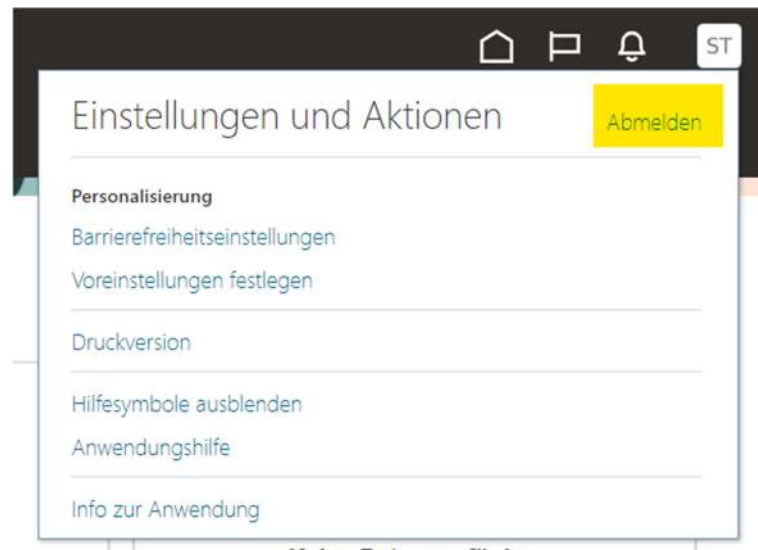 ST
Einstellungen und Aktionen
Abmelden
Personalisierung
Barrierefreiheitseinstellungen
Voreinstellungen festlegen
Druckversion
Hilfesymbole ausblenden
Anwendungshilfe
Info zur Anwendung